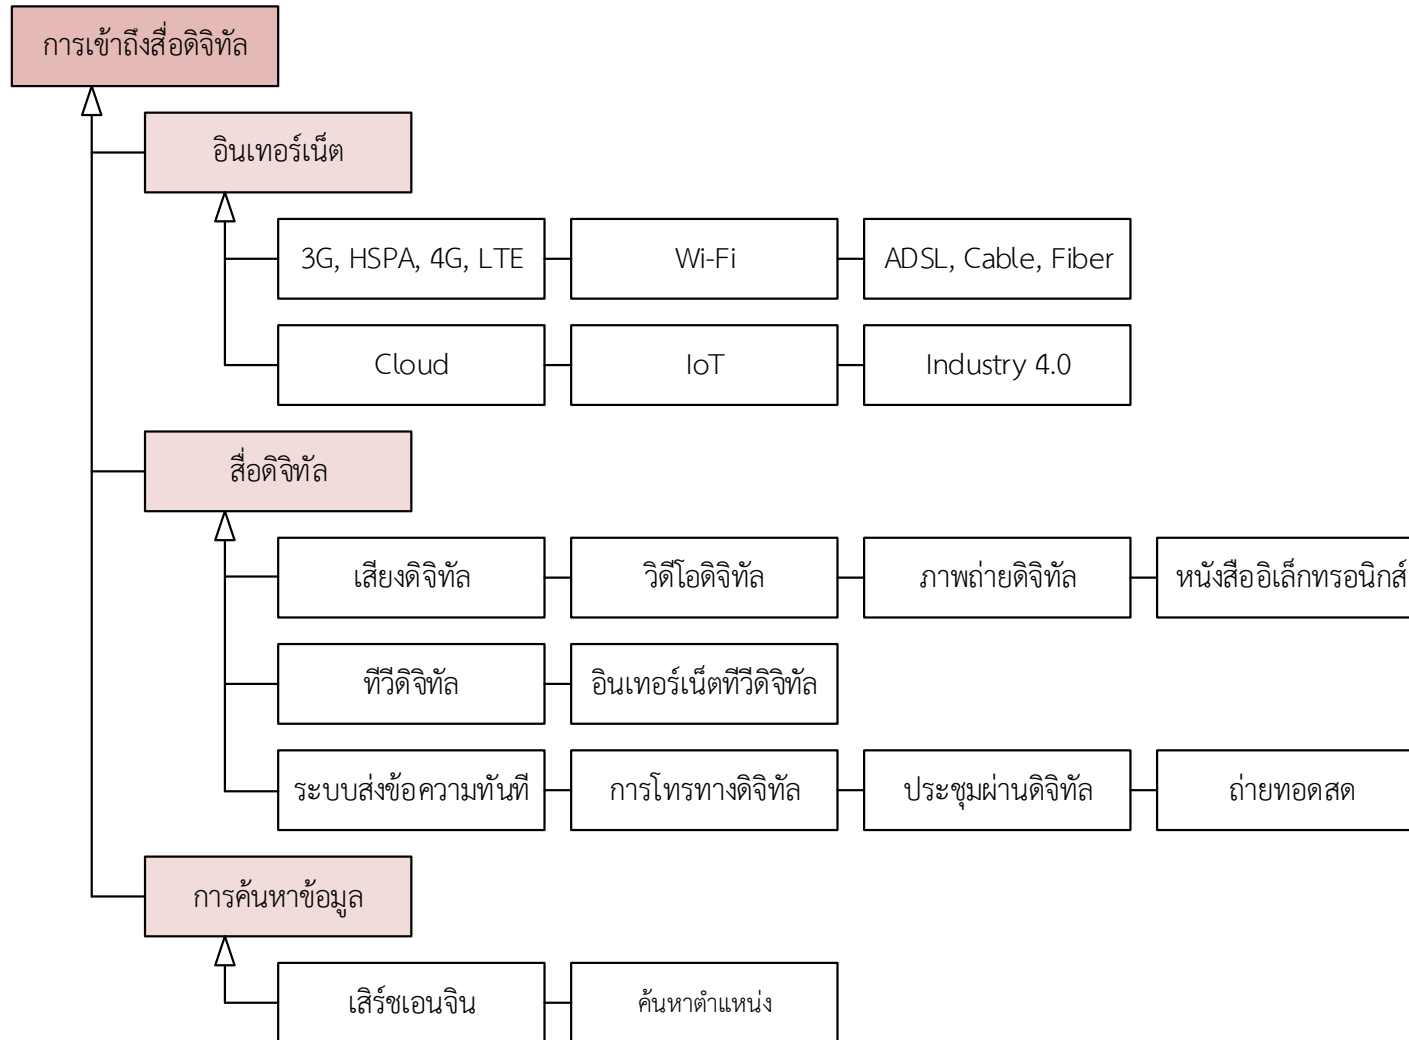 การเข้าถึงสื่อดิจิทัล
อินเทอร์เน็ต
3G, HSPA, 4G, LTE
Wi-Fi
ADSL, Cable, Fiber
Cloud
IoT
Industry 4.0
สื่อดิจิทัล
เสียงดิจิทัล
วิดีโอดิจิทัล
ภาพถ่ายดิจิทัล
หนังสืออิเล็กทรอนิกส์
ทีวีดิจิทัล
อินเทอร์เน็ตทีวีดิจิทัล
ระบบส่งข้อความทันที
การโทรทางดิจิทัล
ประชุมผ่านดิจิทัล
ถ่ายทอดสด
การค้นหาข้อมูล
เสิร์ชเอนจิน
ค้นหาตำแหน่ง